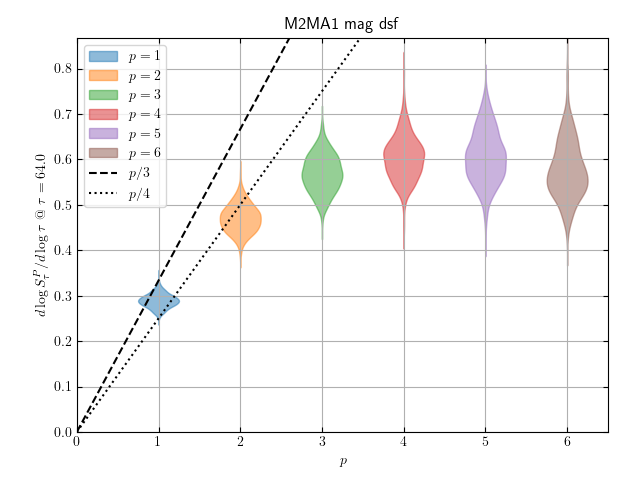 M2MA1 mag dsf
d log S_τ^P / d log τ @ τ = 64.0
0.8
0.7
0.6
0.5
0.4
0.3
0.2
0.1
0.0
p = 1
p = 2
p = 3
p = 4
p = 5
p = 6
p/3
p/4
0 1 2 3 4 5 6
p